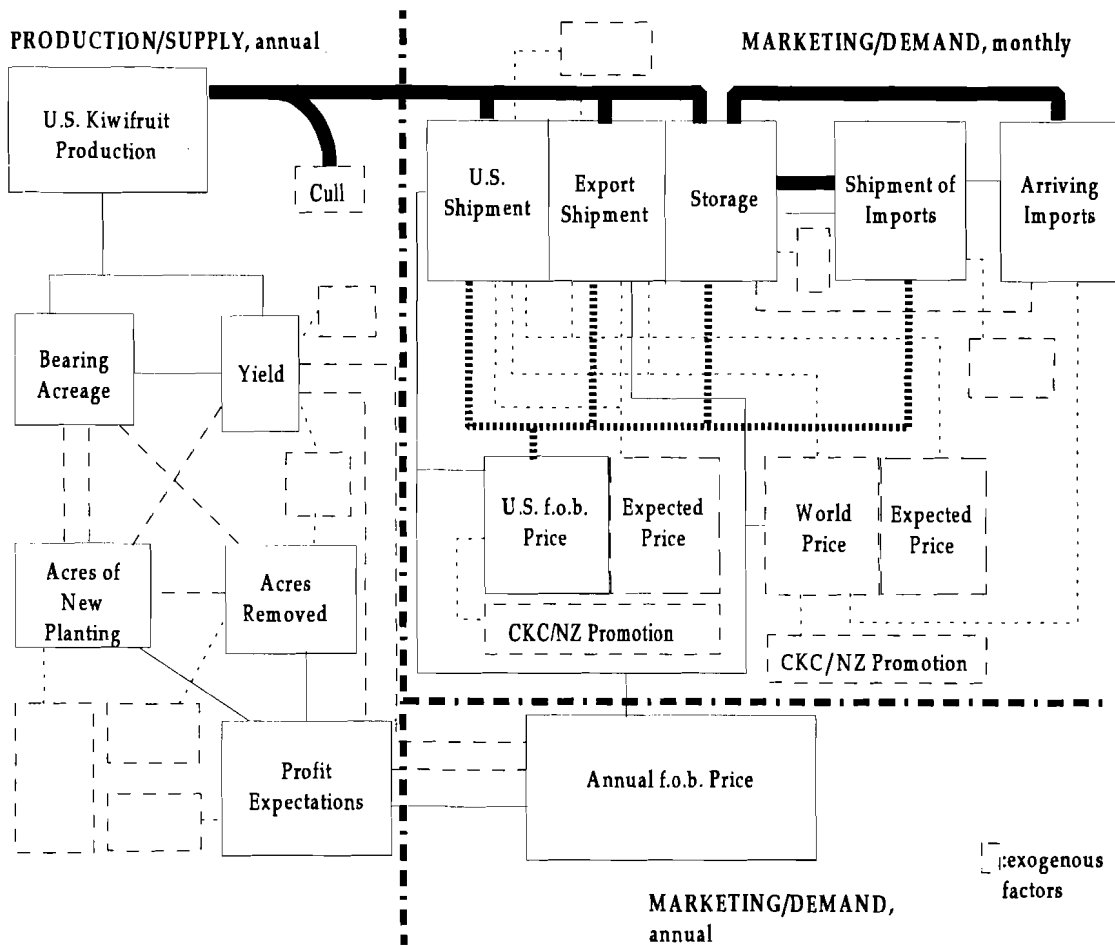 PRODUCTION/SUPPLY, annual
MARKETING/DEMAND, monthly
U.S. Kiwifruit
Production
Cull
U.S.
Shipment
Export
Shipment
Storage
Shipment of
Imports
Arriving
Imports
Bearing
Acreage
Yield
U.S. f.o.b.
Price
Expected
Price
World
Price
Expected
Price
Acres of
New
Planting
Acres
Removed
CKC/NZ Promotion
CKC/NZ Promotion
Profit
Expectations
Annual f.o.b. Price
:exogenous
factors
MARKETING/DEMAND,
annual